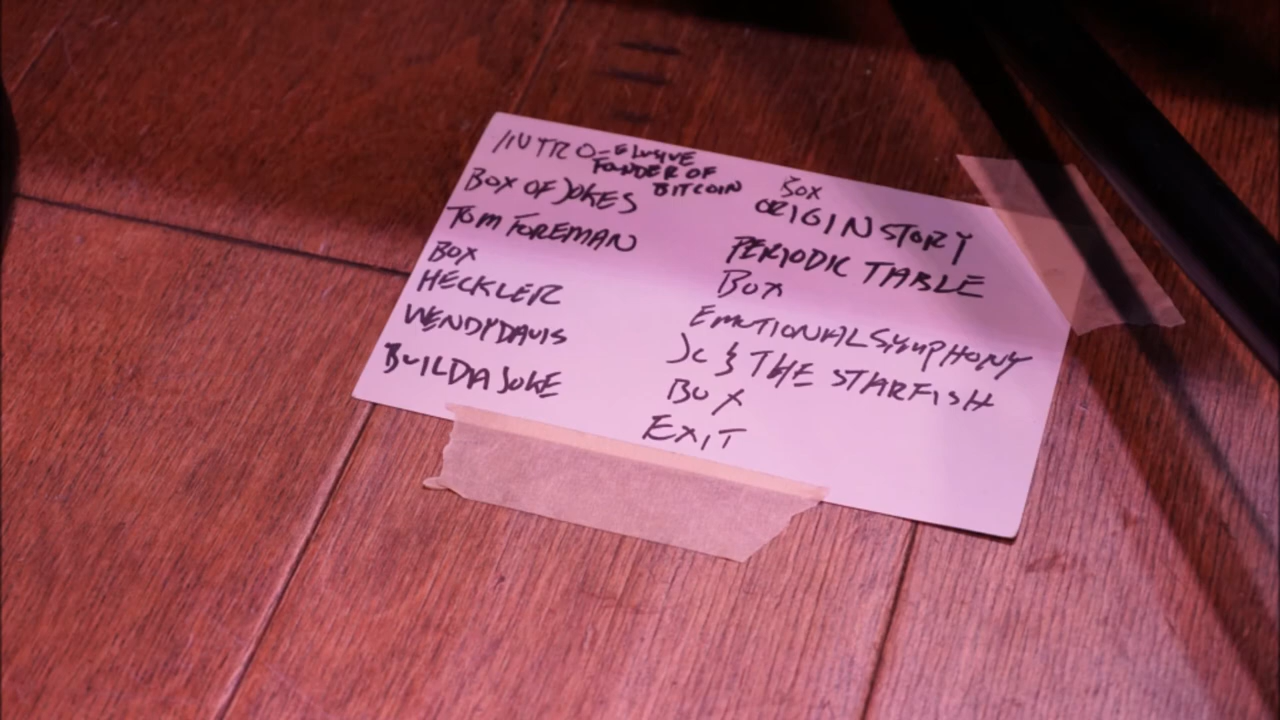 INTRO - ELUSIVE
FOUNDER OF
BITCOIN
BOX OF JOKES
TOM FOREMAN
BOX
HECKLER
WENDY DAVIS
BUILD A JOKE
BOX
ORIGIN STORY
PERIODIC TABLE
BOX
EMOTIONAL SYMPHONY
JC & THE STARFISH
BOX
EXIT